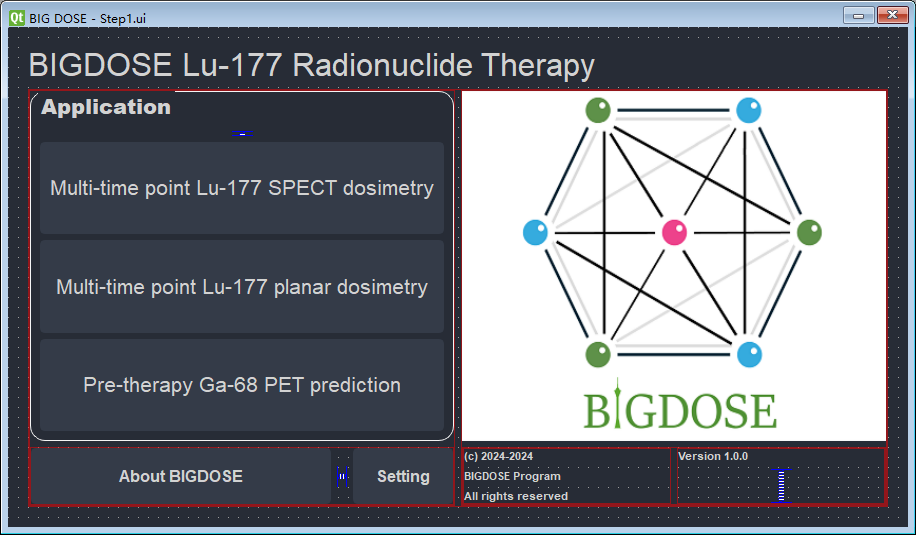 BIG DOSE - Step1.ui
BIGDOSE Lu-177 Radionuclide Therapy
Application
Multi-time point Lu-177 SPECT dosimetry
Multi-time point Lu-177 planar dosimetry
Pre-therapy Ga-68 PET prediction
About BIGDOSE
Setting
BIGDOSE
(c) 2024-2024
BIGDOSE Program
All rights reserved
Version 1.0.0